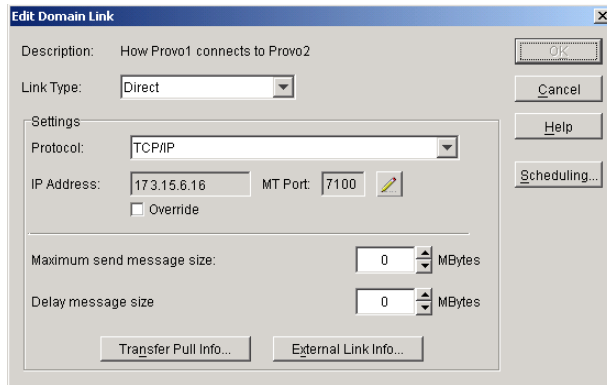 Edit Domain Link
Description: How Provo1 connects to Provo2
OK
Link Type: Direct
Cancel
Settings
Help
Protocol: TCP/IP
Scheduling...
IP Address: 173.15.6.16 MT Port: 7100
Override
Maximum send message size: 0 MBytes
Delay message size 0 MBytes
Transfer Pull Info... External Link Info...